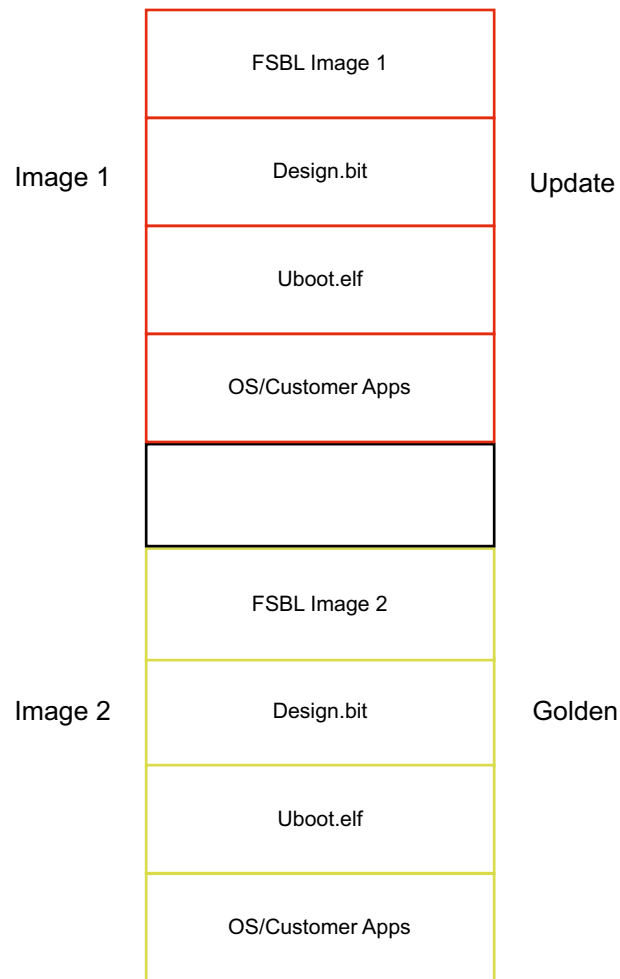 FSBL Image 1
Image 1
Design.bit
Update
Uboot.elf
OS/Customer Apps
FSBL Image 2
Image 2
Design.bit
Golden
Uboot.elf
OS/Customer Apps